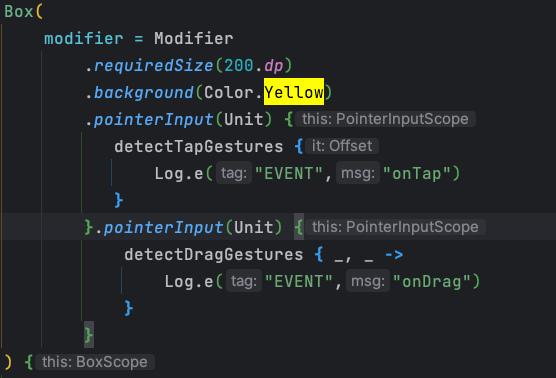 Box(
modifier = Modifier
.requiredSize(200.dp)
.background(Color.Yellow)
.pointerInput(Unit) { this: PointerInputScope
detectTapGestures { it: Offset
Log.e( tag: "EVENT", msg: "onTap")
}
}.pointerInput(Unit) { this: PointerInputScope
detectDragGestures { _, _ ->
Log.e( tag: "EVENT", msg: "onDrag")
}
}
) { this: BoxScope